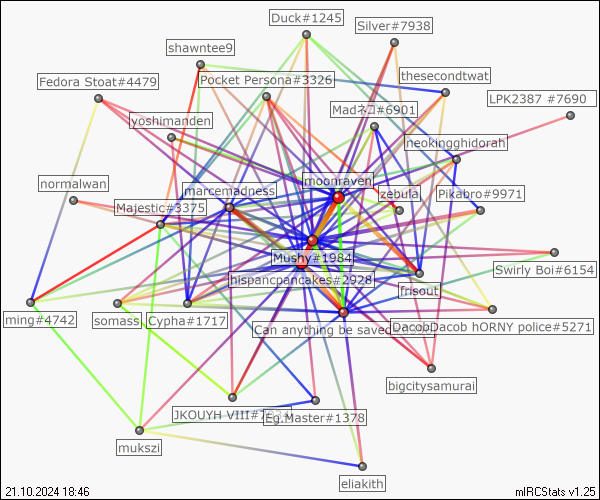 Duck#1245
Silver#7938
shawntee9
Fedora Stoat#4479
Pocket Persona#3326
thesecondtwat
LPK2387 #7690
Madネコ#6901
yoshimanden
neokingghidorah
moonraven
normalwan
marcemadness
zebula
Pikabro#9971
Majestic#3375
Mushy#1984
Swirly Boi#6154
hispancpancakes#2928
frisout
ming#4742
somass
Cypha#1717
Can anything be saved
DacobDacob hORNY police#5271
bigcitysamurai
JKOUYH VIII
Eg.Master#1378
mukszi
eliakith
21.10.2024 18:46
mIRCStats v1.25